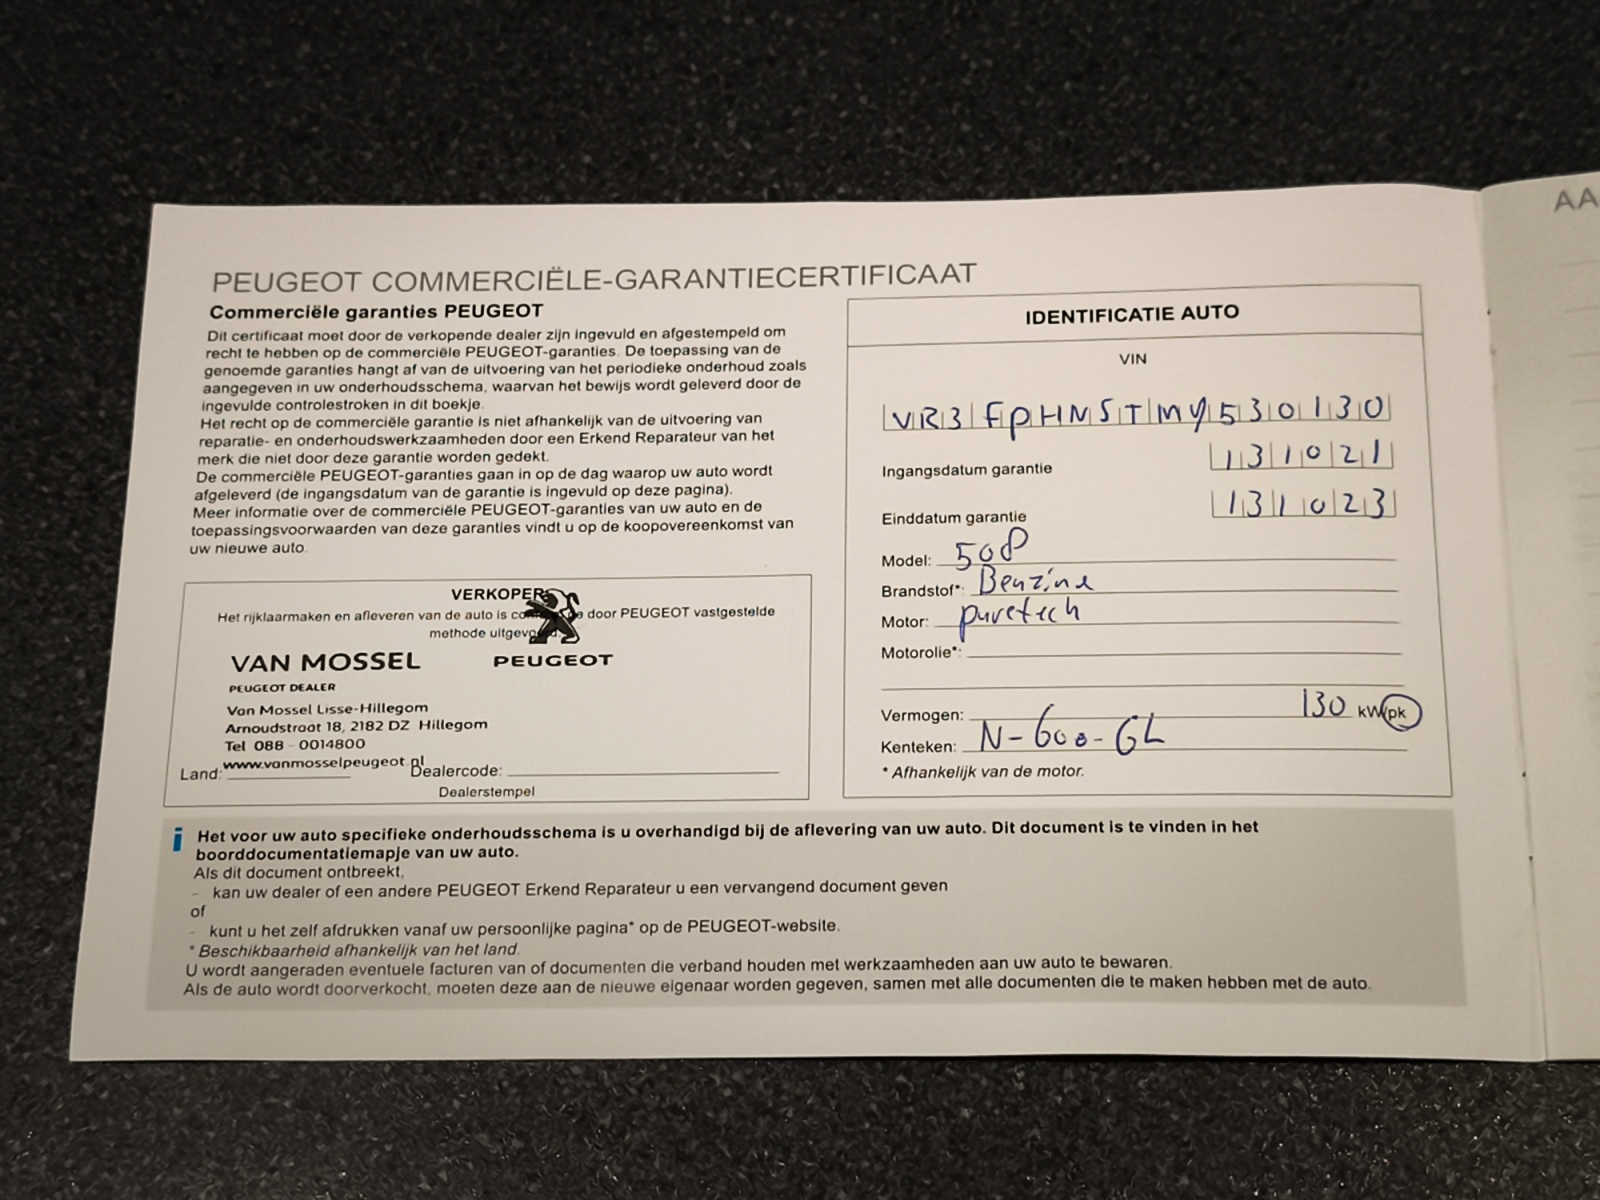 AA
PEUGEOT COMMERCIËLE-GARANTIECERTIFICAAT
Commerciële garanties PEUGEOT
Dit certificaat moet door de verkopende dealer zijn ingevuld en afgestempeld om
recht te hebben op de commerciële PEUGEOT-garanties. De toepassing van de
genoemde garanties hangt af van de uitvoering van het periodieke onderhoud zoals
aangegeven in uw onderhoudsschema, waarvan het bewijs wordt geleverd door de
ingevulde controlestroken in dit boekje.
Het recht op de commerciële garantie is niet afhankelijk van de uitvoering van
reparatie- en onderhoudswerkzaamheden door een Erkend Reparateur van het
merk die niet door deze garantie worden gedekt.
De commerciële PEUGEOT-garanties gaan in op de dag waarop uw auto wordt
afgeleverd (de ingangsdatum van de garantie is ingevuld op deze pagina).
Meer informatie over de commerciële PEUGEOT-garanties van uw auto en de
toepassingsvoorwaarden van deze garanties vindt u op de koopovereenkomst van
uw nieuwe auto.
VERKOPER
Het rijklaarmaken en afleveren van de auto is door PEUGEOT vastgestelde
methode uitgevoerd.
VAN MOSSEL PEUGEOT
PEUGEOT DEALER
Van Mossel Lisse-Hillegom
Arnoudstraat 18, 2182 DZ Hillegom
Tel 088 - 0014800
www.vanmosselpeugeot.nl
Land: Dealercode:
Dealerstempel
IDENTIFICATIE AUTO
VIN
VR3FPHNSTMY530130
Ingangsdatum garantie 131021
Einddatum garantie 131023
Model: 508
Brandstof*: Benzine
Motor: puretech
Motorolie*:
Vermogen: 130 kW/pk
Kenteken: N-600-GL
* Afhankelijk van de motor.
i Het voor uw auto specifieke onderhoudsschema is u overhandigd bij de aflevering van uw auto. Dit document is te vinden in het
boorddocumentatiemapje van uw auto.
Als dit document ontbreekt,
- kan uw dealer of een andere PEUGEOT Erkend Reparateur u een vervangend document geven
of
- kunt u het zelf afdrukken vanaf uw persoonlijke pagina* op de PEUGEOT-website.
* Beschikbaarheid afhankelijk van het land.
U wordt aangeraden eventuele facturen van of documenten die verband houden met werkzaamheden aan uw auto te bewaren.
Als de auto wordt doorverkocht, moeten deze aan de nieuwe eigenaar worden gegeven, samen met alle documenten die te maken hebben met de auto.